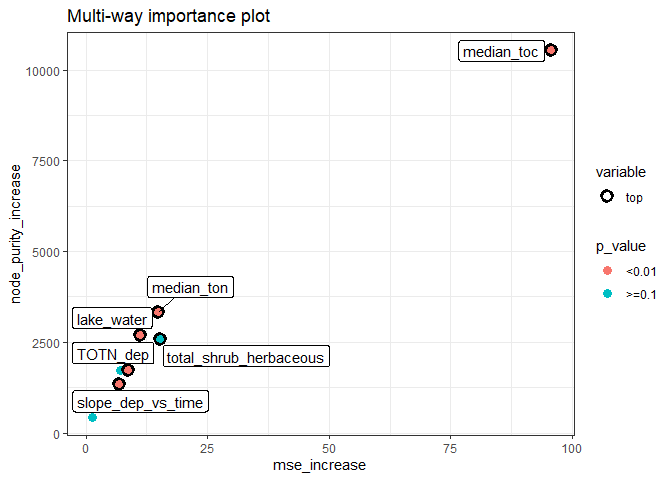 Multi-way importance plot
median_toc
median_ton
lake_water
TOTN_dep
total_shrub_herbaceous
slope_dep_vs_time
10000
7500
5000
2500
0
node_purity_increase
0
25
50
75
100
mse_increase
variable
top
p_value
<0.01
>=0.1